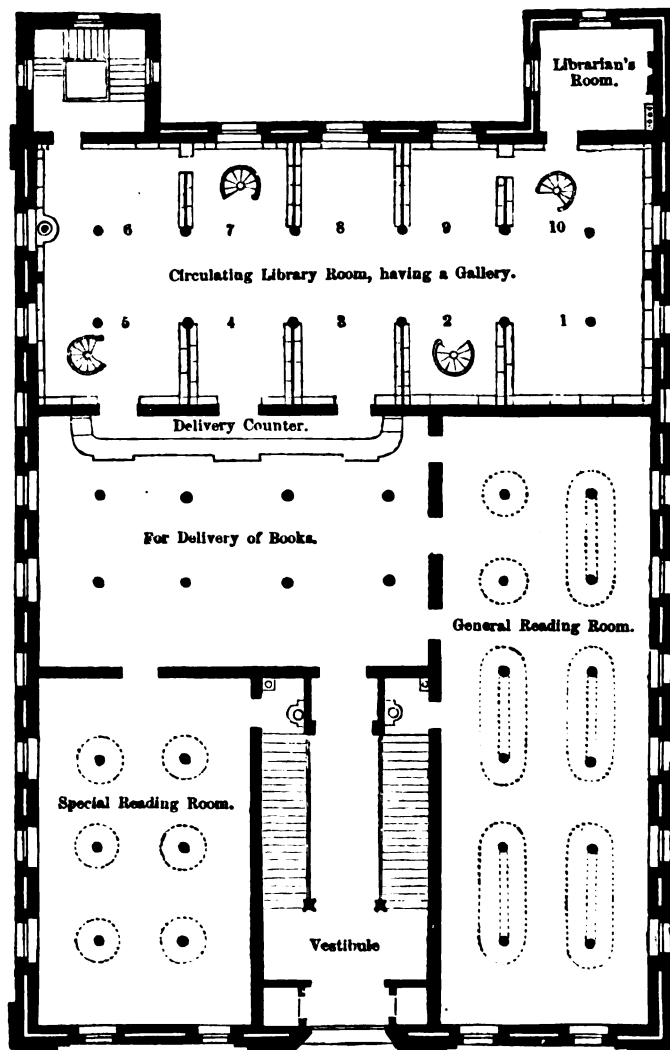 Librarian's
Room.
6 7 8 9 10
Circulating Library Room, having a Gallery.
5 4 3 2 1
Delivery Counter.
For Delivery of Books.
General Reading Room.
Special Reading Room.
Vestibule